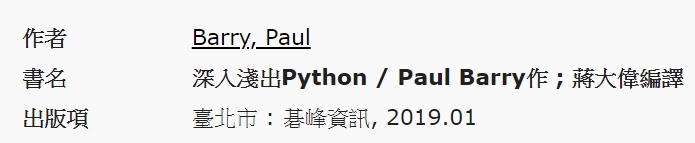 作者 Barry, Paul
書名 深入淺出Python / Paul Barry作 ; 蔣大偉編譯
出版項 臺北市 : 碁峰資訊, 2019.01